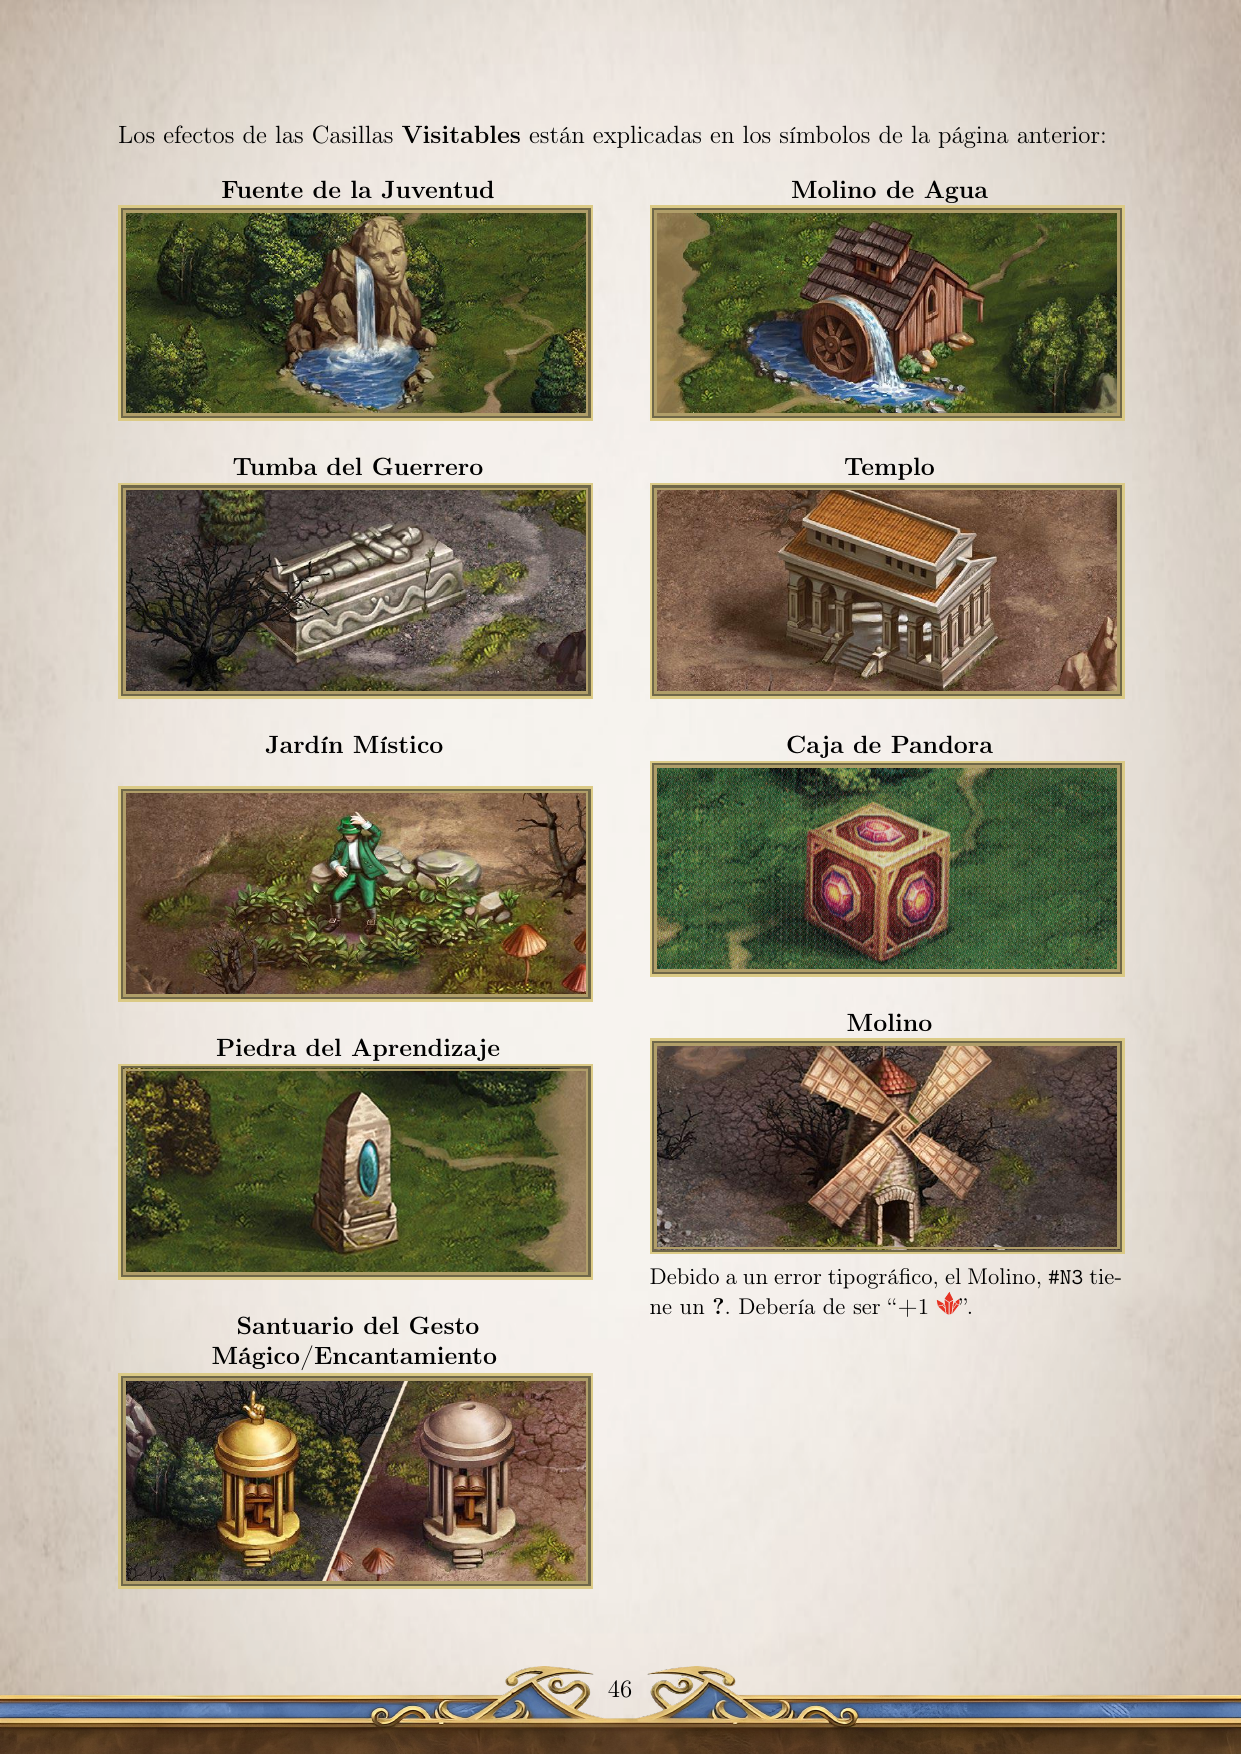 Los efectos de las Casillas Visitables están explicadas en los símbolos de la página anterior:
Fuente de la Juventud
Tumba del Guerrero
Jardín Místico
Piedra del Aprendizaje
Santuario del Gesto
Mágico/Encantamiento
Molino de Agua
Templo
Caja de Pandora
Molino
Debido a un error tipográfico, el Molino, #N3 tie-
ne un ?. Debería de ser “+1 ”.
46